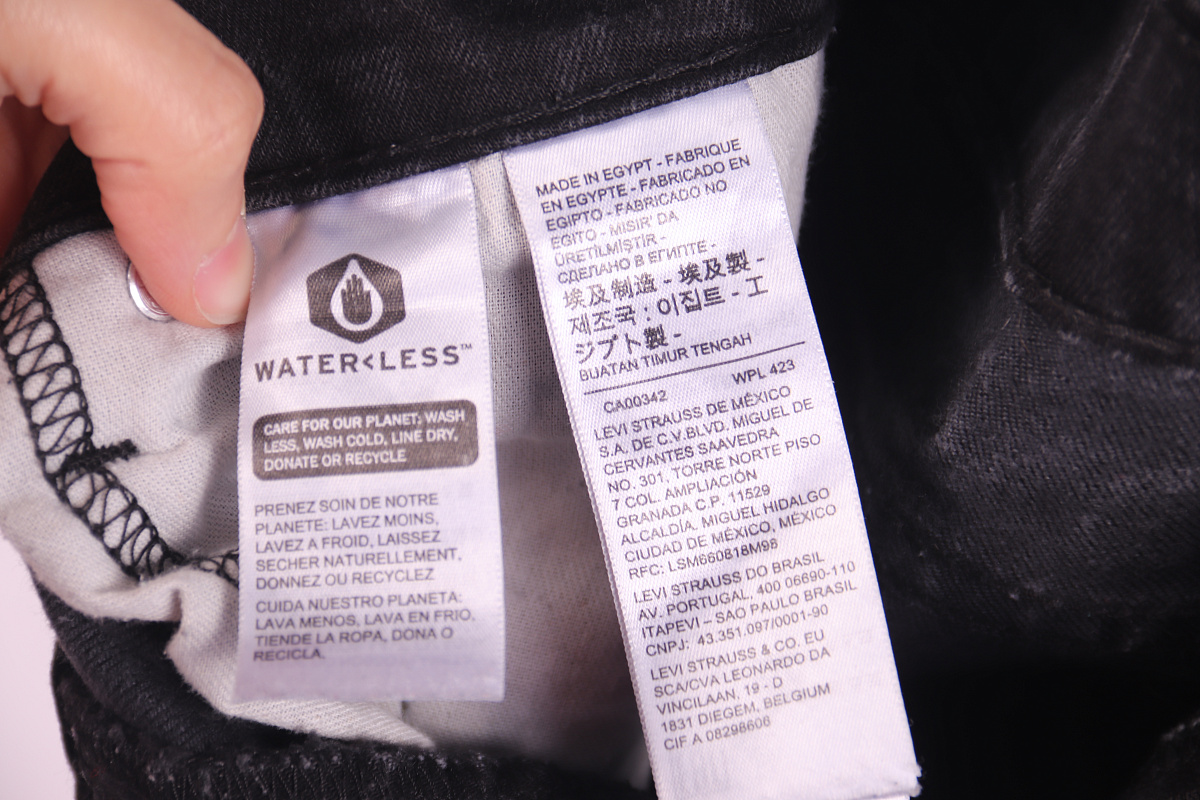 WATER<LESS™
CARE FOR OUR PLANET: WASH
LESS, WASH COLD, LINE DRY,
DONATE OR RECYCLE
PRENEZ SOIN DE NOTRE
PLANETE: LAVEZ MOINS,
LAVEZ A FROID, LAISSEZ
SECHER NATURELLEMENT,
DONNEZ OU RECYCLEZ
CUIDA NUESTRO PLANETA:
LAVA MENOS, LAVA EN FRIO,
TIENDE LA ROPA, DONA O
RECICLA.
MADE IN EGYPT - FABRIQUE
EN EGYPTE - FABRICADO EN
EGIPTO - FABRICADO NO
EGITO - MISIR' DA
ÜRETİLMİŞTİR -
СДЕЛАНО В ЕГИПТЕ -
埃及制造 - 埃及製 -
제조국 : 이집트 - エ
ジプト製 -
BUATAN TIMUR TENGAH
CA00342 WPL 423
LEVI STRAUSS DE MÉXICO
S.A. DE C.V.BLVD. MIGUEL DE
CERVANTES SAAVEDRA
NO. 301, TORRE NORTE PISO
7 COL. AMPLIACIÓN
GRANADA C.P. 11529
ALCALDÍA. MIGUEL HIDALGO
CIUDAD DE MÉXICO, MÉXICO
RFC: LSM660818M98
LEVI STRAUSS DO BRASIL
AV. PORTUGAL, 400 06690-110
ITAPEVI – SAO PAULO BRASIL
CNPJ: 43.351.097/0001-90
LEVI STRAUSS & CO. EU
SCA/CVA LEONARDO DA
VINCILAAN, 19 - D
1831 DIEGEM, BELGIUM
CIF A 08298606